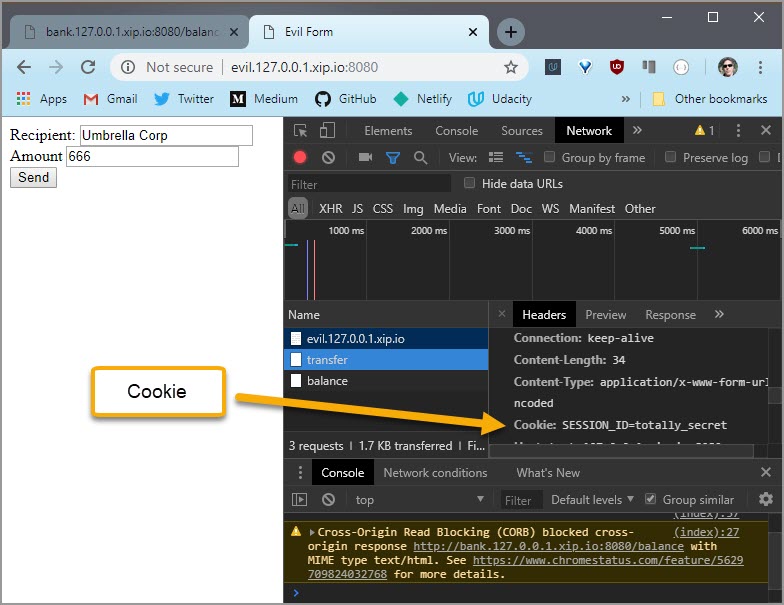 bank.127.0.0.1.xip.io:8080/balanc
Evil Form
Not secure evil.127.0.0.1.xip.io:8080
Apps Gmail Twitter Medium GitHub Netlify Udacity » Other bookmarks
Recipient: Umbrella Corp
Amount 666
Send
Elements Console Sources Network » 1
View: Group by frame Preserve log
Filter Hide data URLs
All XHR JS CSS Img Media Font Doc WS Manifest Other
1000 ms 2000 ms 3000 ms 4000 ms 5000 ms 6000 ms
Name
evil.127.0.0.1.xip.io
transfer
balance
3 requests | 1.7 KB transferred | Fi...
Headers Preview Response »
Connection: keep-alive
Content-Length: 34
Content-Type: application/x-www-form-url
ncoded
Cookie: SESSION_ID=totally_secret
Cookie
Console Network conditions What's New
top Filter Default levels Group similar
(index):37
Cross-Origin Read Blocking (CORB) blocked cross- (index):27
origin response http://bank.127.0.0.1.xip.io:8080/balance with
MIME type text/html. See https://www.chromestatus.com/feature/5629
709824032768 for more details.